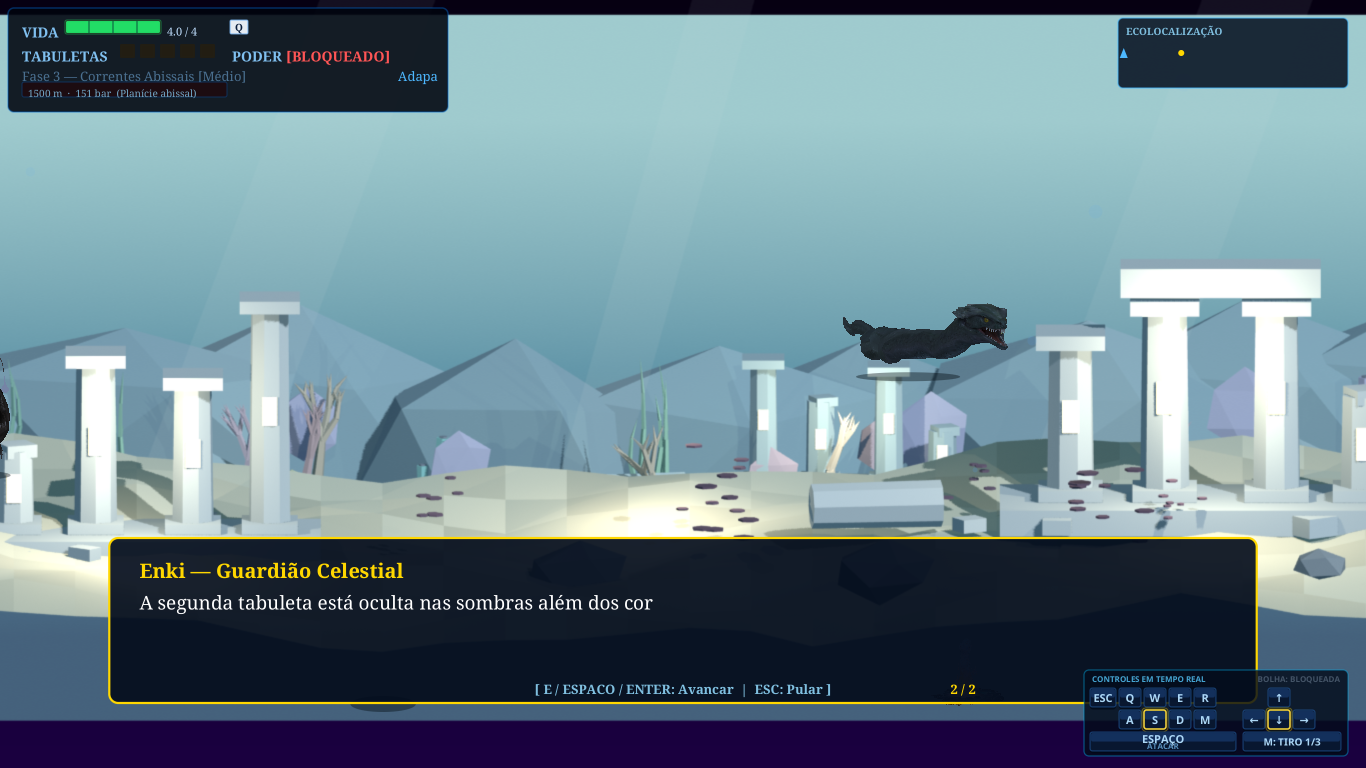 VIDA 4.0 / 4 Q
TABULETAS PODER [BLOQUEADO]
Fase 3 — Correntes Abissais [Médio] Adapa
1500 m · 151 bar (Planície abissal)
ECOLOCALIZAÇÃO
Enki — Guardião Celestial
A segunda tabuleta está oculta nas sombras além dos cor
[ E / ESPACO / ENTER: Avancar | ESC: Pular ] 2 / 2
CONTROLES EM TEMPO REAL BOLHA: BLOQUEADA
ESC Q W E R ↑
A S D M ← ↓ →
ESPAÇO M: TIRO 1/3
ATACAR